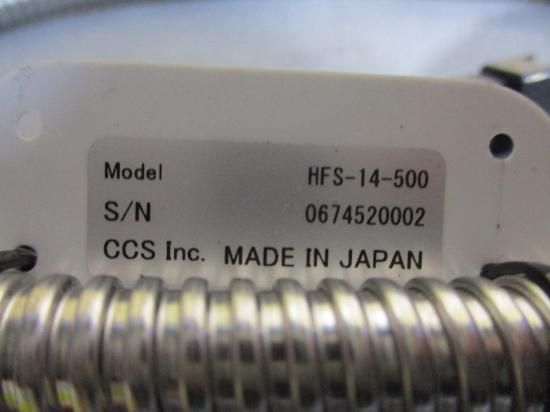 Model HFS-14-500
S/N 0674520002
CCS Inc. MADE IN JAPAN